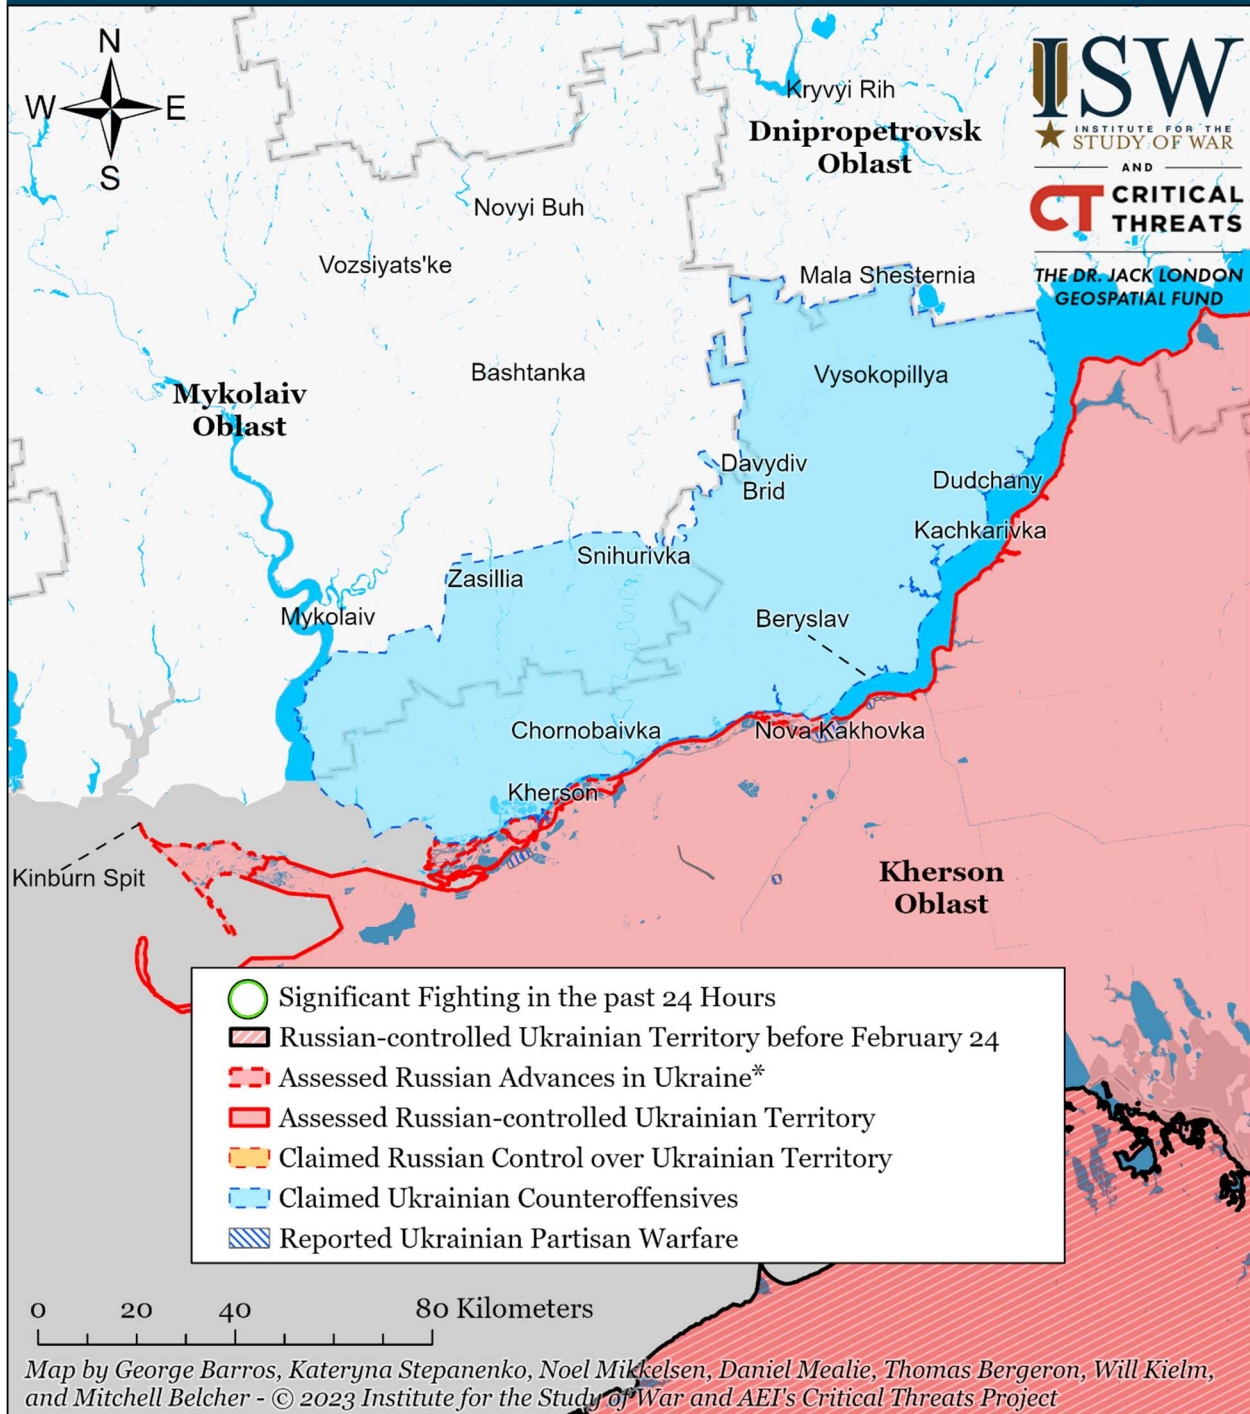 N
W E
S
ISW
INSTITUTE FOR THE
STUDY OF WAR
AND
CT CRITICAL
THREATS
THE DR. JACK LONDON
GEOSPATIAL FUND
Kryvyi Rih
Dnipropetrovsk
Oblast
Novyi Buh
Vozsiyats'ke
Mala Shesternia
Bashtanka
Vysokopillya
Mykolaiv
Oblast
Davydiv
Brid
Dudchany
Kachkarivka
Snihurivka
Zasillia
Mykolaiv
Beryslav
Chornobaivka
Nova Kakhovka
Kherson
Kinburn Spit
Kherson
Oblast
Significant Fighting in the past 24 Hours
Russian-controlled Ukrainian Territory before February 24
Assessed Russian Advances in Ukraine*
Assessed Russian-controlled Ukrainian Territory
Claimed Russian Control over Ukrainian Territory
Claimed Ukrainian Counteroffensives
Reported Ukrainian Partisan Warfare
0 20 40 80 Kilometers
Map by George Barros, Kateryna Stepanenko, Noel Mikkelsen, Daniel Mealie, Thomas Bergeron, Will Kielm,
and Mitchell Belcher - © 2023 Institute for the Study of War and AEI's Critical Threats Project